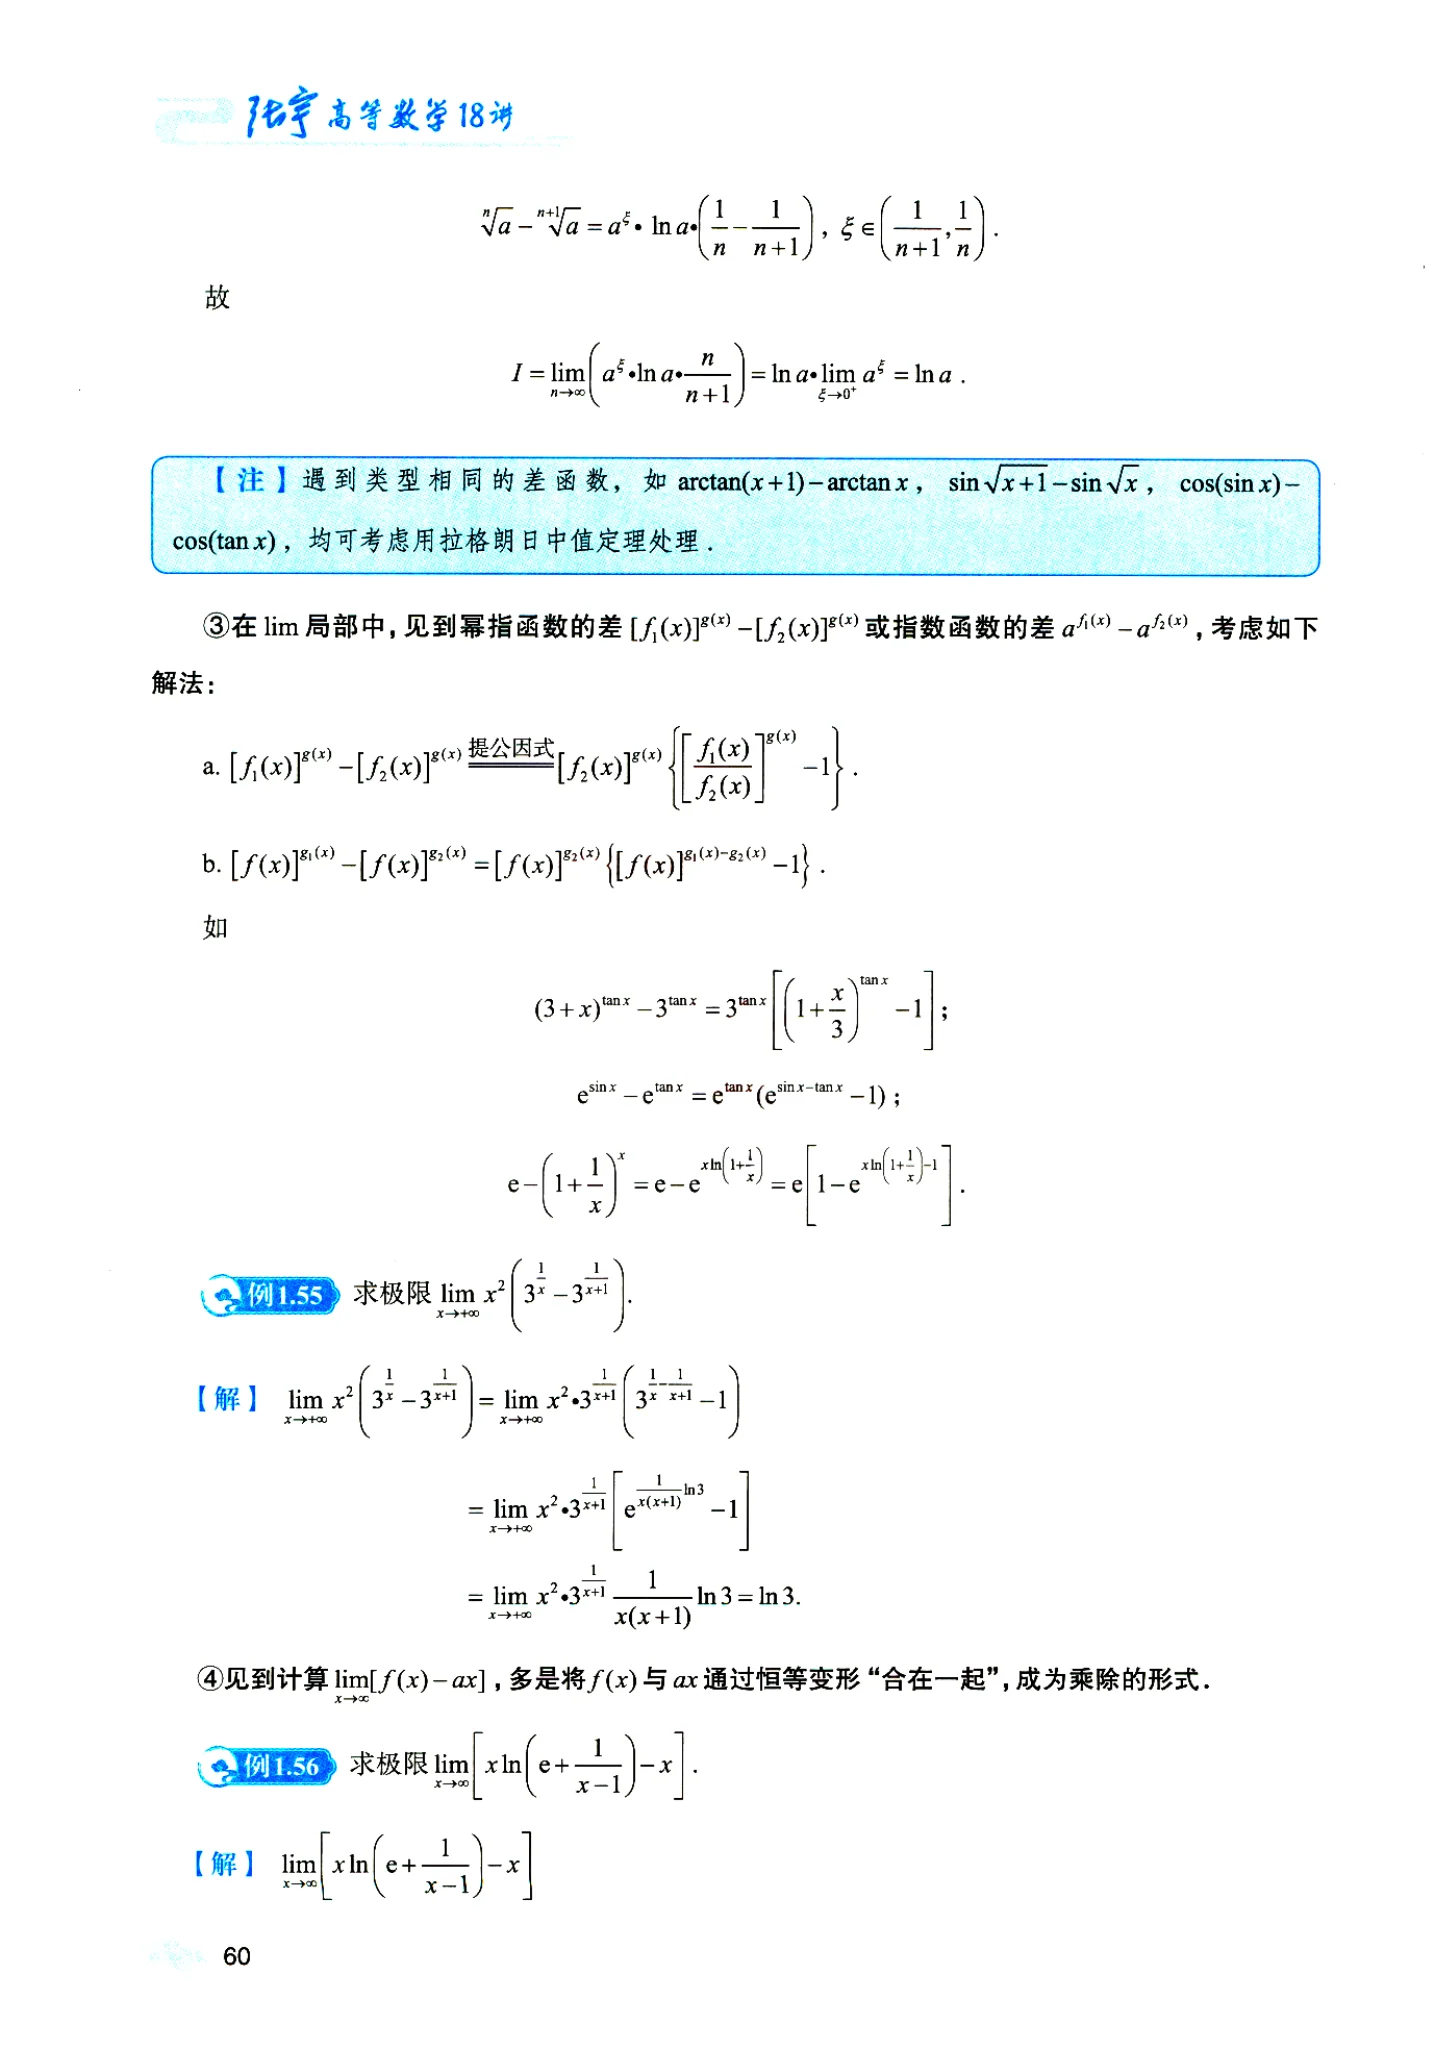 张宇高等数学18讲
$\sqrt[n]{a}-\sqrt[n+1]{a}=a^{\xi}\cdot\ln a\cdot\left(\frac{1}{n}-\frac{1}{n+1}\right)$，$\xi\in\left(\frac{1}{n+1},\frac{1}{n}\right)$．
故
$I=\lim_{n\to\infty}\left(a^{\xi}\cdot\ln a\cdot\frac{n}{n+1}\right)=\ln a\cdot\lim_{\xi\to 0^{+}}a^{\xi}=\ln a$．
【注】遇到类型相同的差函数，如 $\arctan(x+1)-\arctan x$，$\sin\sqrt{x+1}-\sin\sqrt{x}$，$\cos(\sin x)-$
$\cos(\tan x)$，均可考虑用拉格朗日中值定理处理．
③在 lim 局部中，见到幂指函数的差 $[f_1(x)]^{g(x)}-[f_2(x)]^{g(x)}$ 或指数函数的差 $a^{f_1(x)}-a^{f_2(x)}$，考虑如下
解法：
a. $[f_1(x)]^{g(x)}-[f_2(x)]^{g(x)}\xlongequal{提公因式}[f_2(x)]^{g(x)}\left\{\left[\frac{f_1(x)}{f_2(x)}\right]^{g(x)}-1\right\}$．
b. $[f(x)]^{g_1(x)}-[f(x)]^{g_2(x)}=[f(x)]^{g_2(x)}\left\{[f(x)]^{g_1(x)-g_2(x)}-1\right\}$．
如
$(3+x)^{\tan x}-3^{\tan x}=3^{\tan x}\left[\left(1+\frac{x}{3}\right)^{\tan x}-1\right]$；
$e^{\sin x}-e^{\tan x}=e^{\tan x}(e^{\sin x-\tan x}-1)$；
$e-\left(1+\frac{1}{x}\right)^{x}=e-e^{x\ln\left(1+\frac{1}{x}\right)}=e\left[1-e^{x\ln\left(1+\frac{1}{x}\right)-1}\right]$．
例1.55 求极限 $\lim_{x\to+\infty}x^{2}\left(3^{\frac{1}{x}}-3^{\frac{1}{x+1}}\right)$.
【解】 $\lim_{x\to+\infty}x^{2}\left(3^{\frac{1}{x}}-3^{\frac{1}{x+1}}\right)=\lim_{x\to+\infty}x^{2}\cdot 3^{\frac{1}{x+1}}\left(3^{\frac{1}{x}-\frac{1}{x+1}}-1\right)$
$=\lim_{x\to+\infty}x^{2}\cdot 3^{\frac{1}{x+1}}\left[e^{\frac{1}{x(x+1)}\ln 3}-1\right]$
$=\lim_{x\to+\infty}x^{2}\cdot 3^{\frac{1}{x+1}}\frac{1}{x(x+1)}\ln 3=\ln 3.$
④见到计算 $\lim_{x\to\infty}[f(x)-ax]$，多是将 $f(x)$ 与 $ax$ 通过恒等变形“合在一起”，成为乘除的形式．
例1.56 求极限 $\lim_{x\to\infty}\left[x\ln\left(e+\frac{1}{x-1}\right)-x\right]$．
【解】 $\lim_{x\to\infty}\left[x\ln\left(e+\frac{1}{x-1}\right)-x\right]$
60